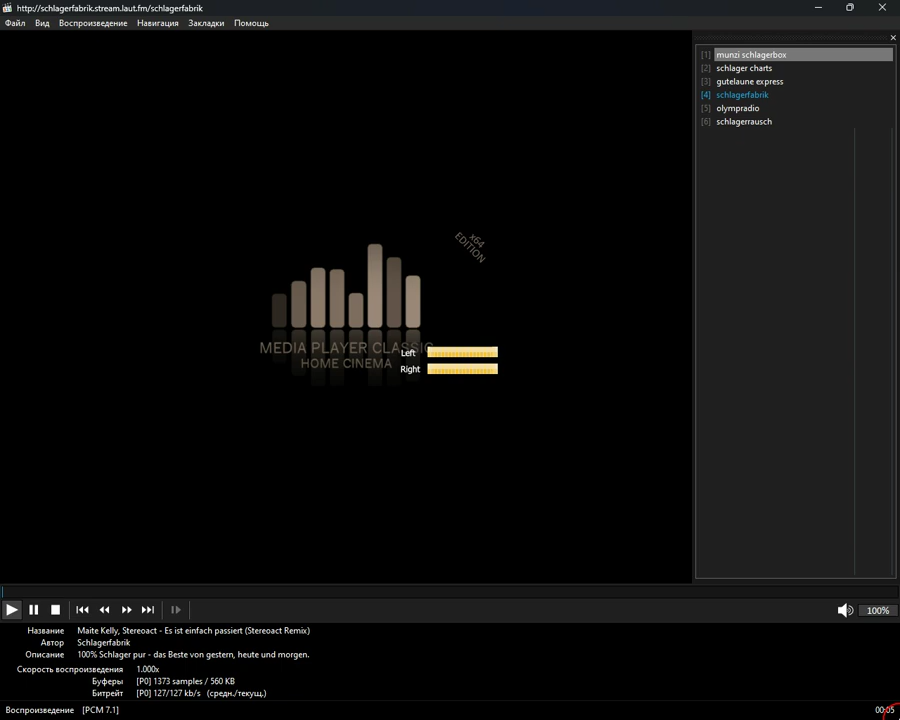 http://schlagerfabrik.stream.laut.fm/schlagerfabrik
Файл Вид Воспроизведение Навигация Закладки Помощь
[1] munzi schlagerbox
[2] schlager charts
[3] gutelaune express
[4] schlagerfabrik
[5] olympradio
[6] schlagerrausch
x64
EDITION
MEDIA PLAYER CLASSIC
HOME CINEMA
Left
Right
100%
Название Maite Kelly, Stereoact - Es ist einfach passiert (Stereoact Remix)
Автор Schlagerfabrik
Описание 100% Schlager pur - das Beste von gestern, heute und morgen.
Скорость воспроизведения 1.000x
Буферы [P0] 1373 samples / 560 KB
Битрейт [P0] 127/127 kb/s (средн./текущ.)
Воспроизведение [PCM 7.1] 00:05